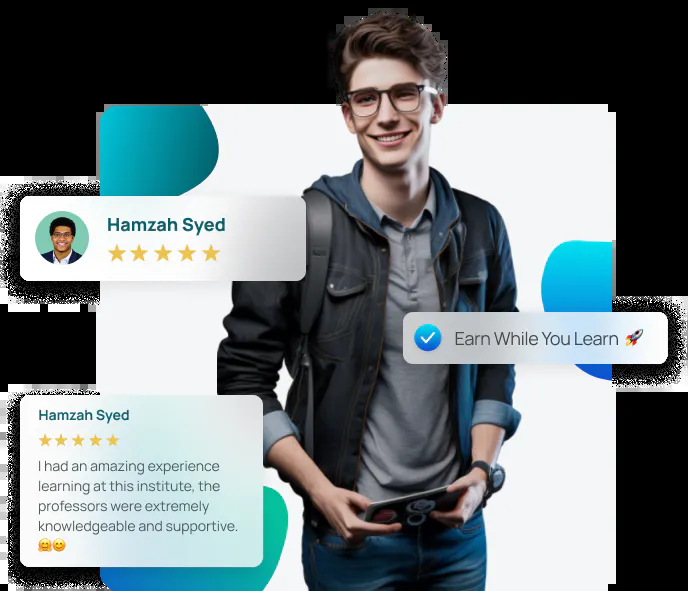 Hamzah Syed
Earn While You Learn 🚀
Hamzah Syed
I had an amazing experience
learning at this institute, the
professors were extremely
knowledgeable and supportive.
🤗😊